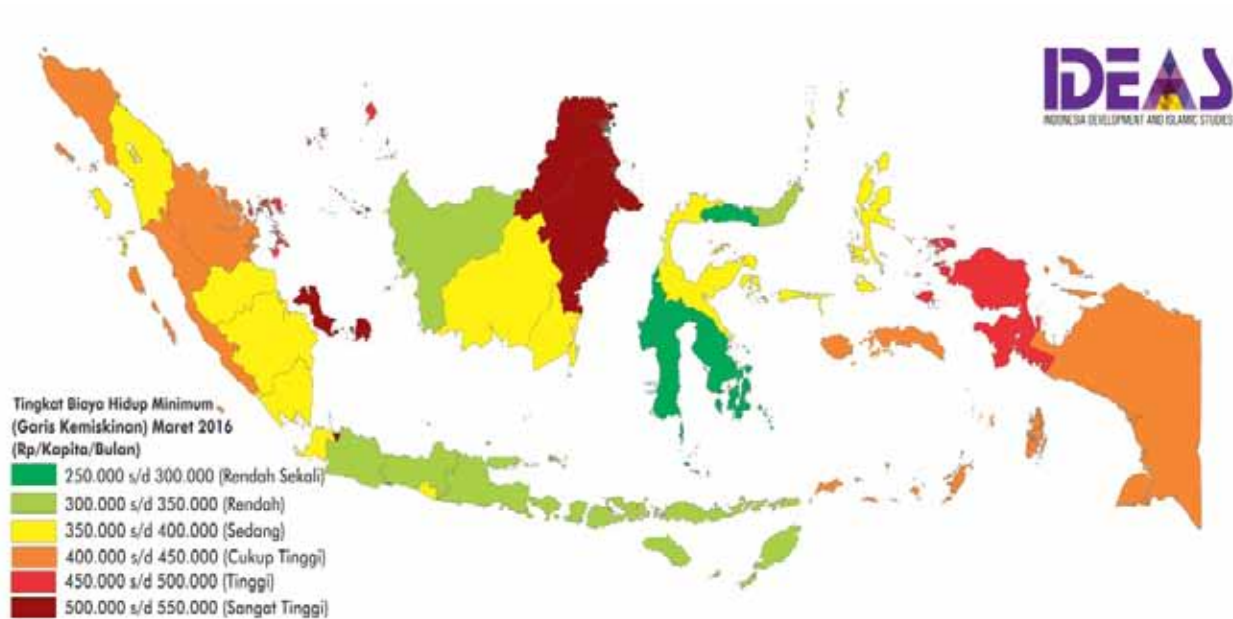 IDEAS
INDONESIA DEVELOPMENT AND ISLAMIC STUDIES
Tingkat Biaya Hidup Minimum
(Garis Kemiskinan) Maret 2016
(Rp/Kapita/Bulan)
250.000 s/d 300.000 (Rendah Sekali)
300.000 s/d 350.000 (Rendah)
350.000 s/d 400.000 (Sedang)
400.000 s/d 450.000 (Cukup Tinggi)
450.000 s/d 500.000 (Tinggi)
500.000 s/d 550.000 (Sangat Tinggi)